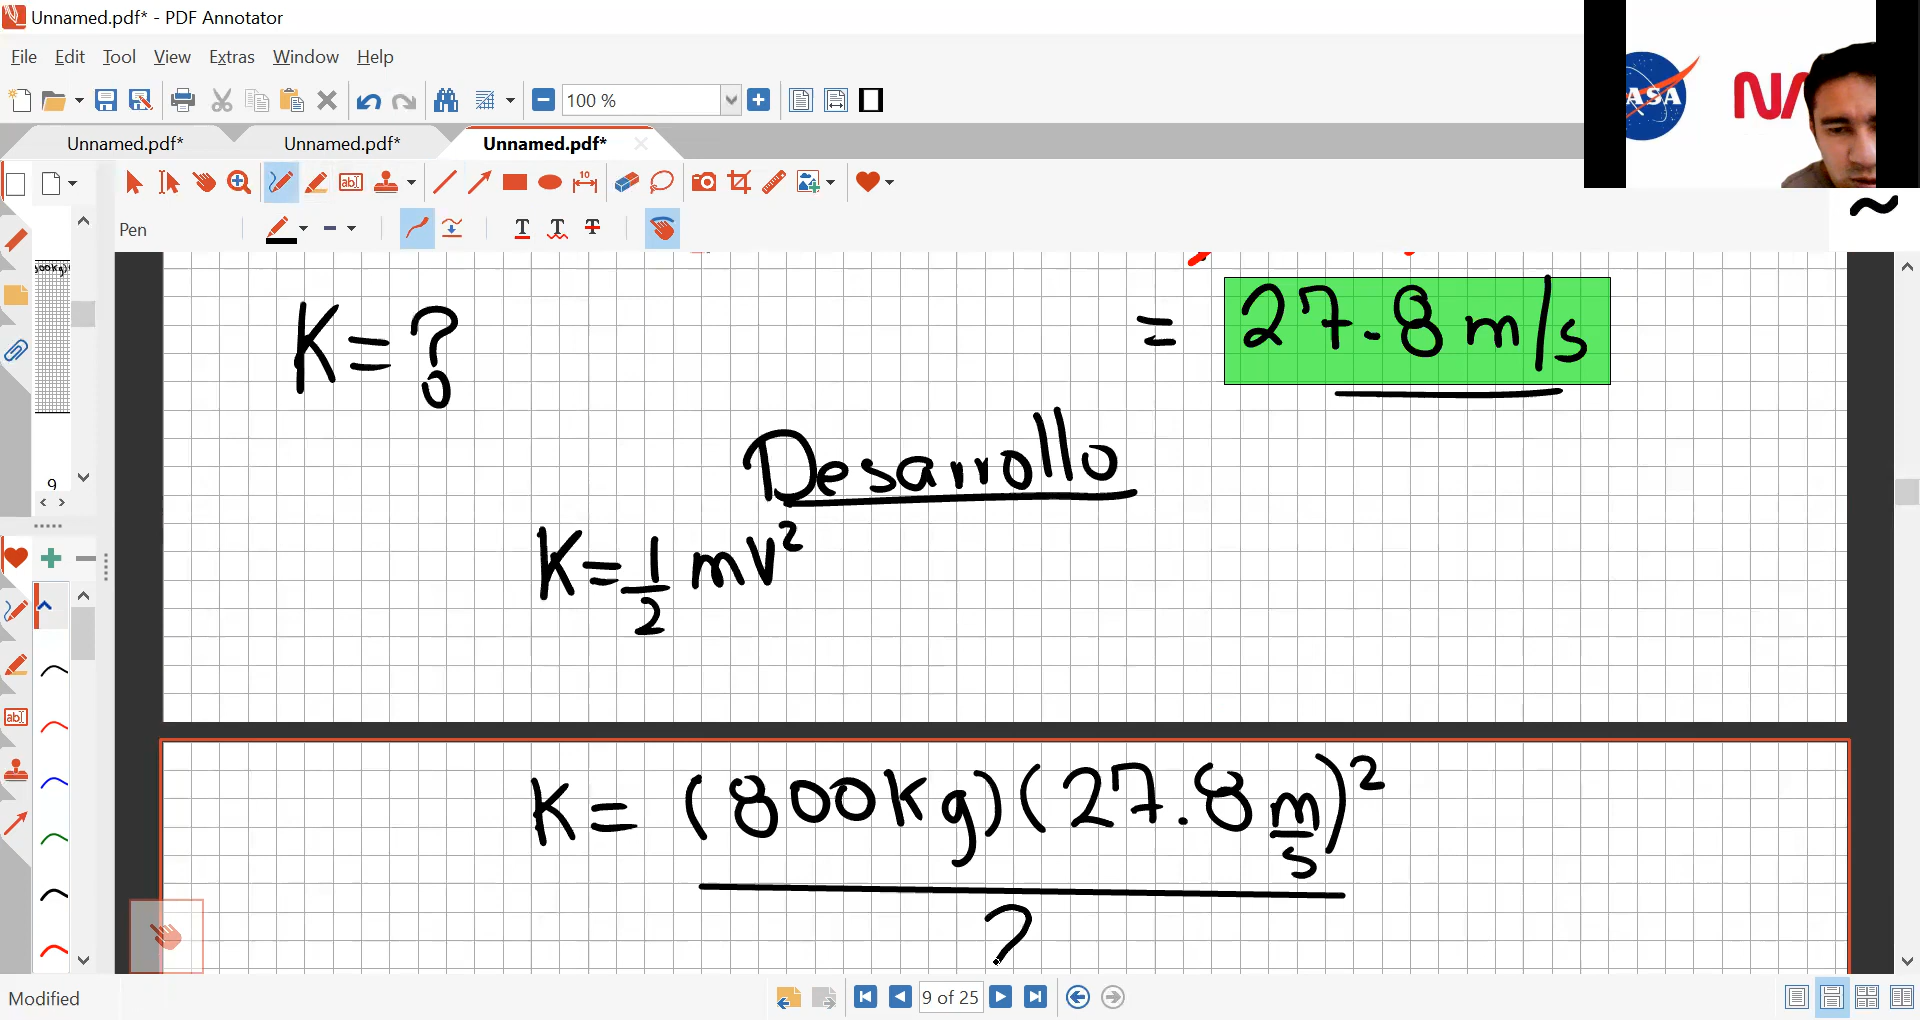 Unnamed.pdf* - PDF Annotator
File Edit Tool View Extras Window Help
100 %
Unnamed.pdf* Unnamed.pdf* Unnamed.pdf*
Pen
K = ?
= 27.8 m/s
Desarrollo
K = 1/2 mv²
K = (800kg)(27.8 m/s)²
2
9
9 of 25
Modified